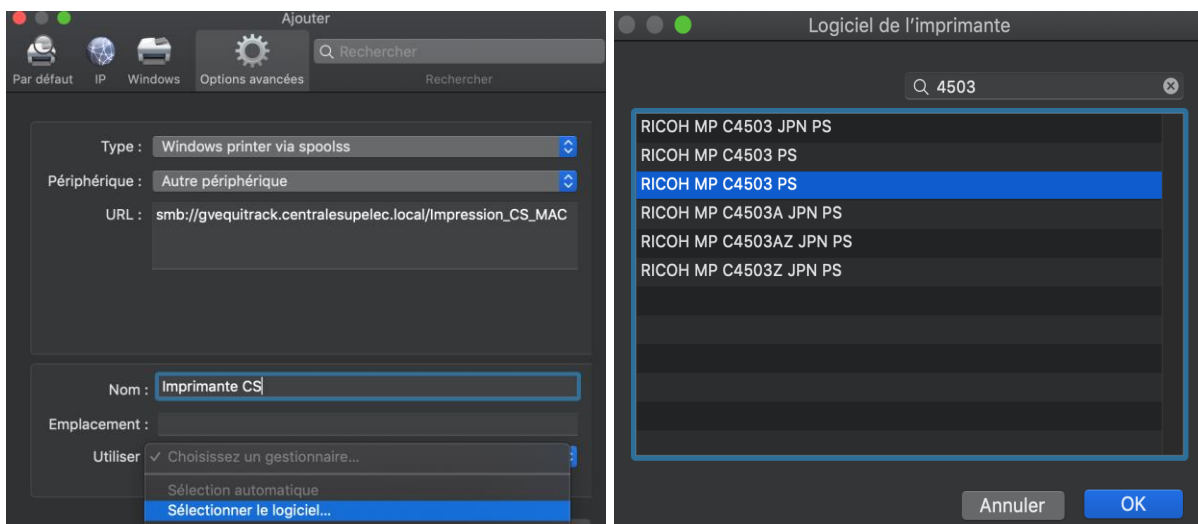 Ajouter
Par défaut
IP
Windows
Options avancées
Rechercher
Rechercher
Type :
Windows printer via spoolss
Périphérique :
Autre périphérique
URL :
smb://gvequitrack.centralesupelec.local/Impression_CS_MAC
Nom :
Imprimante CS
Emplacement :
Utiliser
Choisissez un gestionnaire...
Sélection automatique
Sélectionner le logiciel...
Logiciel de l'imprimante
4503
RICOH MP C4503 JPN PS
RICOH MP C4503 PS
RICOH MP C4503 PS
RICOH MP C4503A JPN PS
RICOH MP C4503AZ JPN PS
RICOH MP C4503Z JPN PS
Annuler
OK